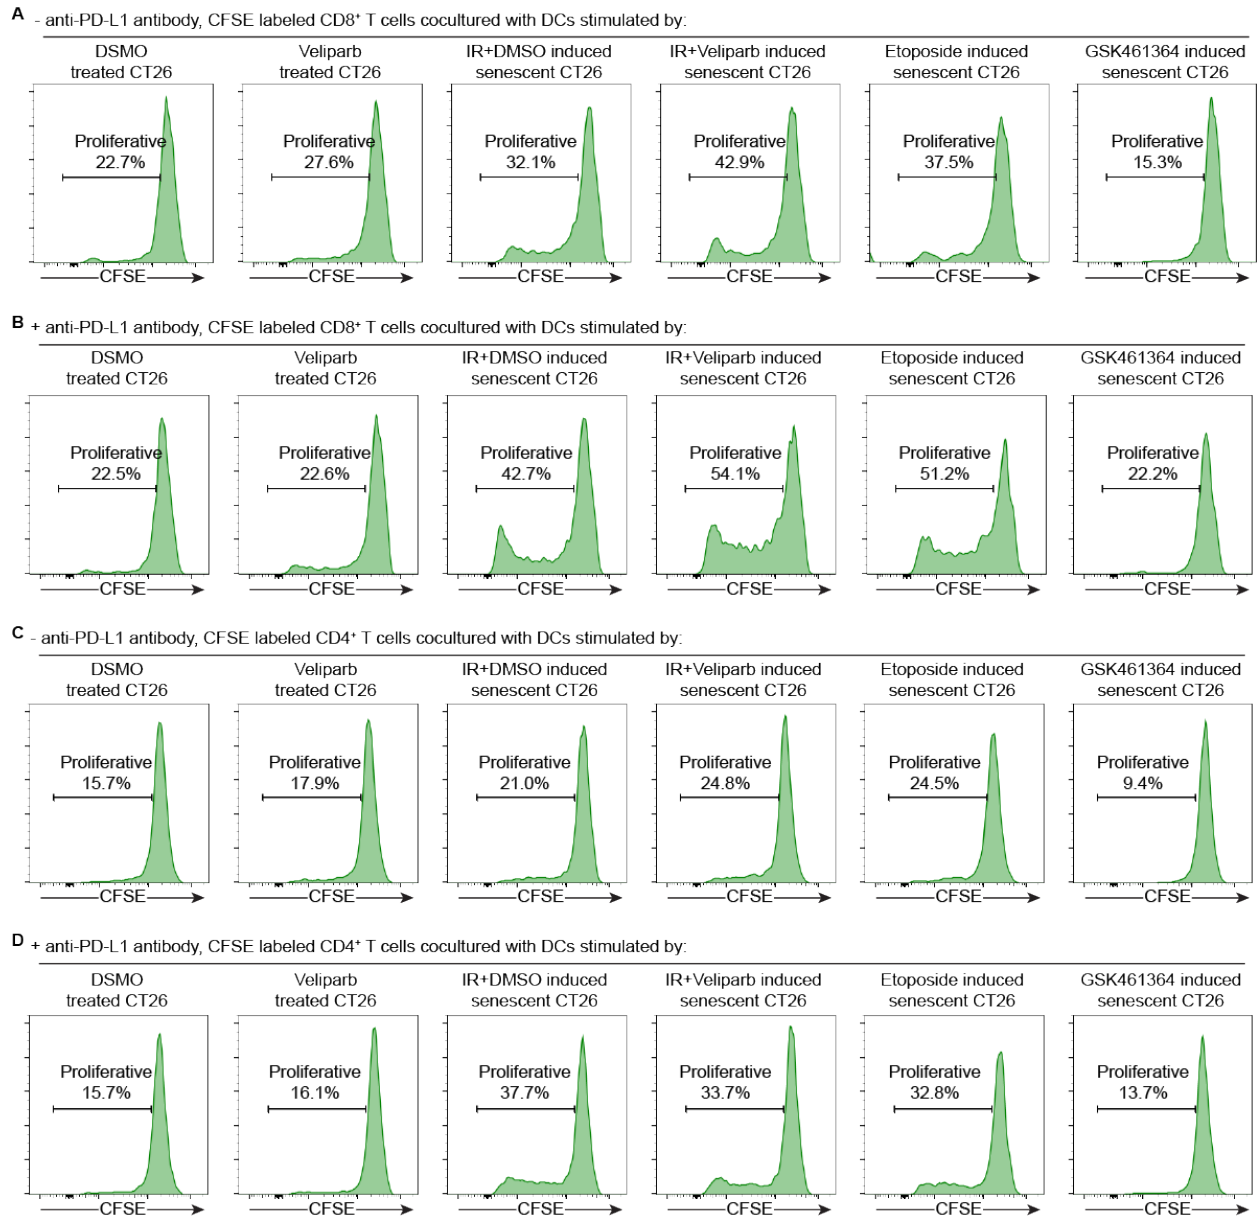 A - anti-PD-L1 antibody, CFSE labeled CD8⁺ T cells cocultured with DCs stimulated by:
DSMO treated CT26
Veliparb treated CT26
IR+DMSO induced senescent CT26
IR+Veliparb induced senescent CT26
Etoposide induced senescent CT26
GSK461364 induced senescent CT26
Proliferative 22.7%
Proliferative 27.6%
Proliferative 32.1%
Proliferative 42.9%
Proliferative 37.5%
Proliferative 15.3%
CFSE CFSE CFSE CFSE CFSE CFSE
B + anti-PD-L1 antibody, CFSE labeled CD8⁺ T cells cocultured with DCs stimulated by:
DSMO treated CT26
Veliparb treated CT26
IR+DMSO induced senescent CT26
IR+Veliparb induced senescent CT26
Etoposide induced senescent CT26
GSK461364 induced senescent CT26
Proliferative 22.5%
Proliferative 22.6%
Proliferative 42.7%
Proliferative 54.1%
Proliferative 51.2%
Proliferative 22.2%
CFSE CFSE CFSE CFSE CFSE CFSE
C - anti-PD-L1 antibody, CFSE labeled CD4⁺ T cells cocultured with DCs stimulated by:
DSMO treated CT26
Veliparb treated CT26
IR+DMSO induced senescent CT26
IR+Veliparb induced senescent CT26
Etoposide induced senescent CT26
GSK461364 induced senescent CT26
Proliferative 15.7%
Proliferative 17.9%
Proliferative 21.0%
Proliferative 24.8%
Proliferative 24.5%
Proliferative 9.4%
CFSE CFSE CFSE CFSE CFSE CFSE
D + anti-PD-L1 antibody, CFSE labeled CD4⁺ T cells cocultured with DCs stimulated by:
DSMO treated CT26
Veliparb treated CT26
IR+DMSO induced senescent CT26
IR+Veliparb induced senescent CT26
Etoposide induced senescent CT26
GSK461364 induced senescent CT26
Proliferative 15.7%
Proliferative 16.1%
Proliferative 37.7%
Proliferative 33.7%
Proliferative 32.8%
Proliferative 13.7%
CFSE CFSE CFSE CFSE CFSE CFSE